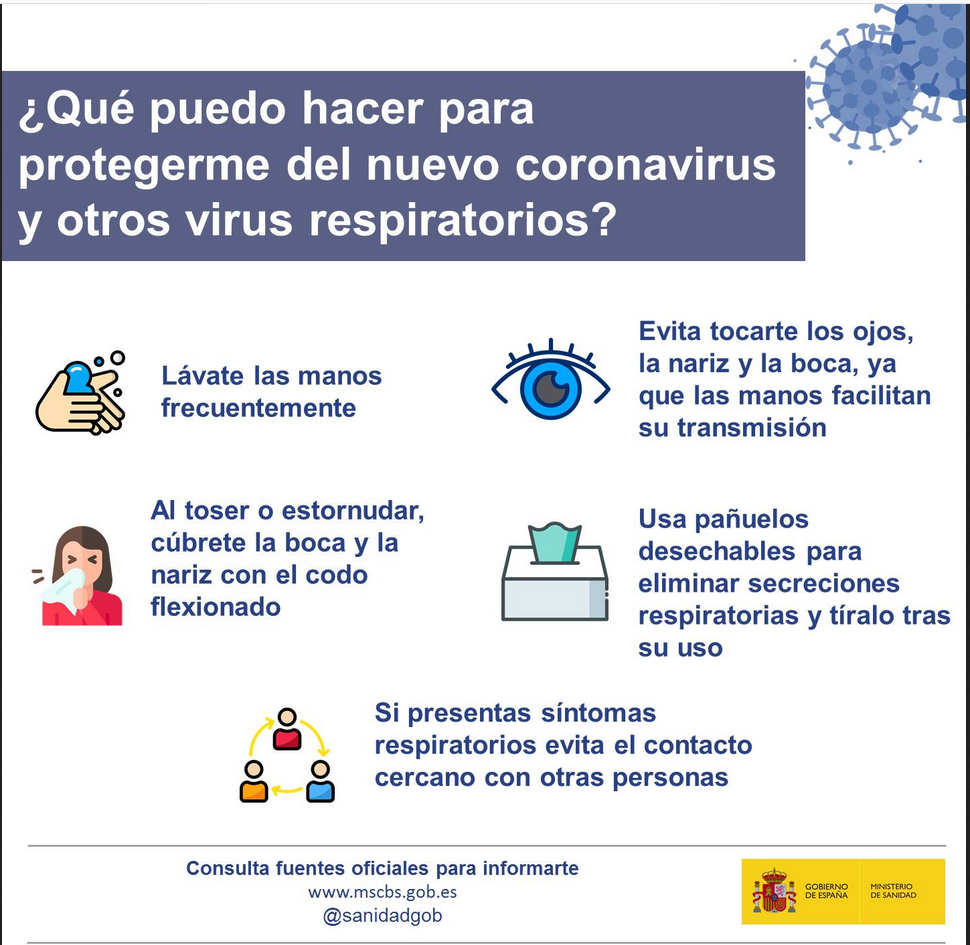 ¿Qué puedo hacer para
protegerme del nuevo coronavirus
y otros virus respiratorios?
Lávate las manos
frecuentemente
Evita tocarte los ojos,
la nariz y la boca, ya
que las manos facilitan
su transmisión
Al toser o estornudar,
cúbrete la boca y la
nariz con el codo
flexionado
Usa pañuelos
desechables para
eliminar secreciones
respiratorias y tíralo tras
su uso
Si presentas síntomas
respiratorios evita el contacto
cercano con otras personas
Consulta fuentes oficiales para informarte
www.mscbs.gob.es
@sanidadgob
GOBIERNO
DE ESPAÑA
MINISTERIO
DE SANIDAD